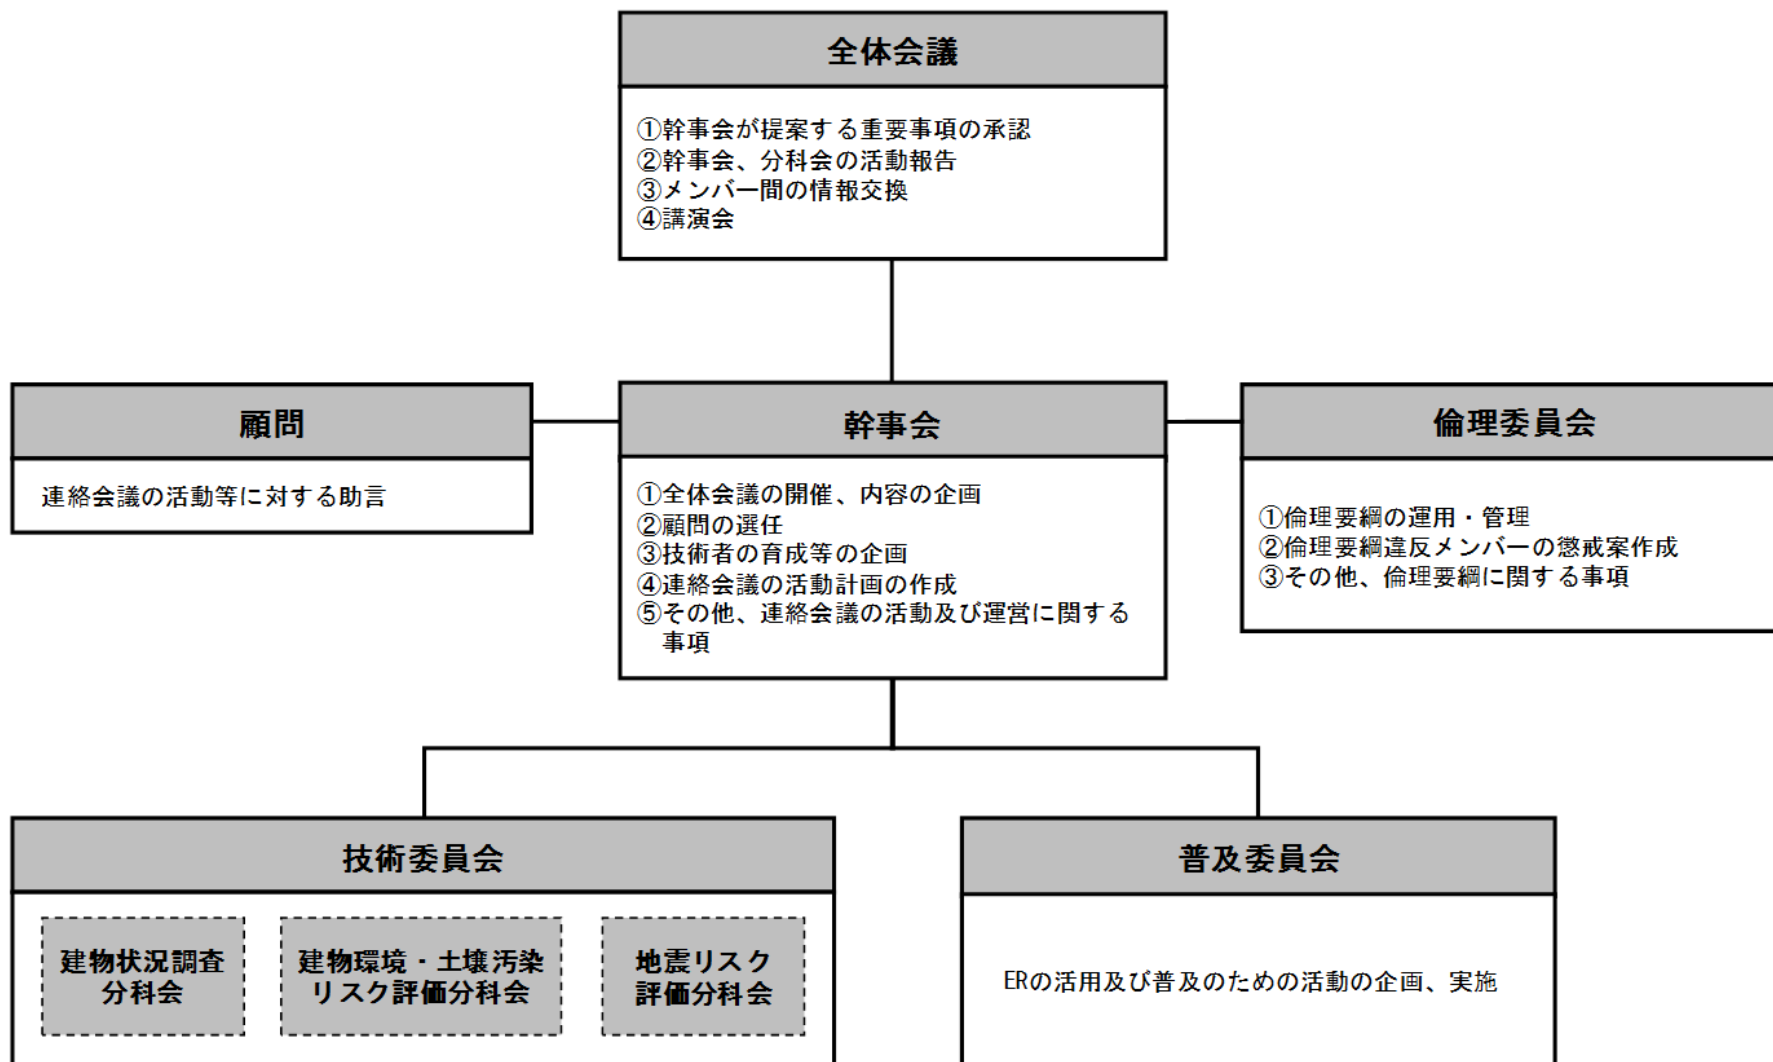 全体会議
①幹事会が提案する重要事項の承認
②幹事会、分科会の活動報告
③メンバー間の情報交換
④講演会
顧問
連絡会議の活動等に対する助言
幹事会
①全体会議の開催、内容の企画
②顧問の選任
③技術者の育成等の企画
④連絡会議の活動計画の作成
⑤その他、連絡会議の活動及び運営に関する
事項
倫理委員会
①倫理要綱の運用・管理
②倫理要綱違反メンバーの懲戒案作成
③その他、倫理要綱に関する事項
技術委員会
建物状況調査
分科会
建物環境・土壌汚染
リスク評価分科会
地震リスク
評価分科会
普及委員会
ERの活用及び普及のための活動の企画、実施